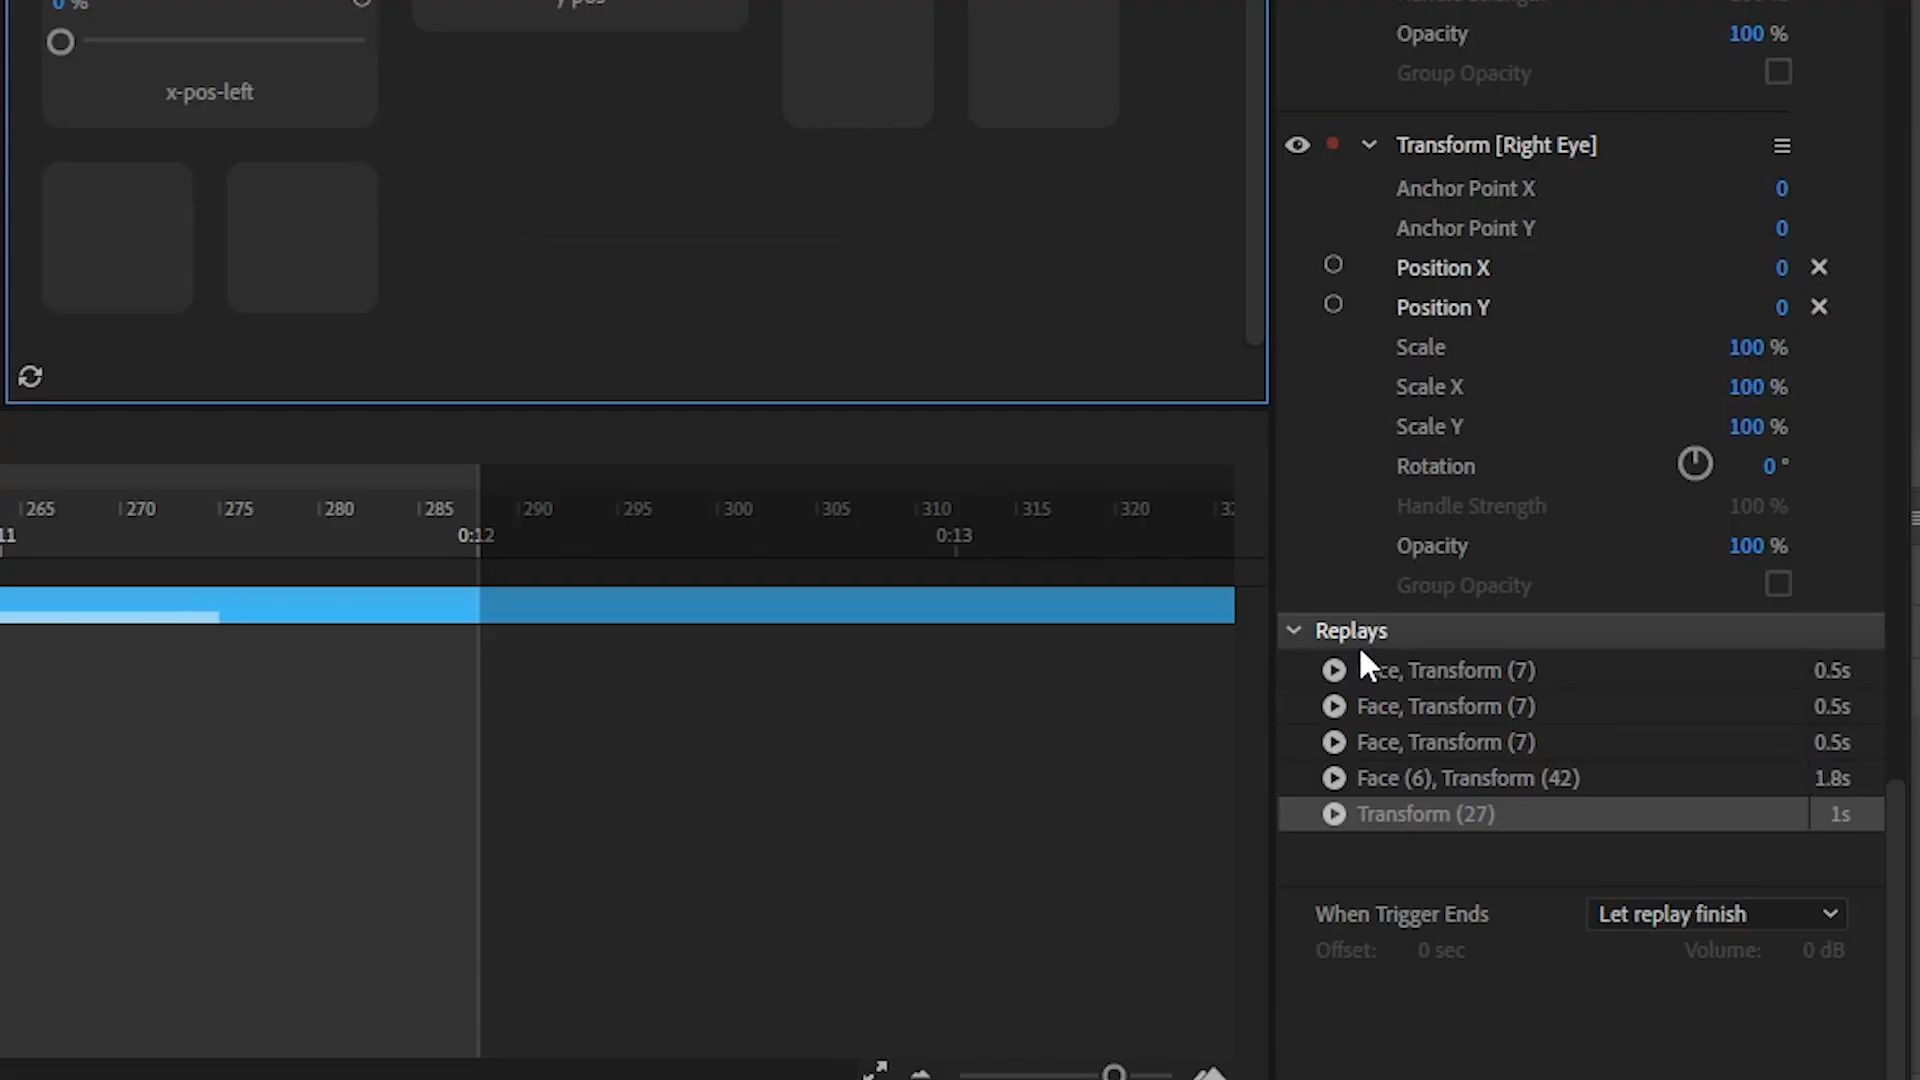 0 %
y-pos
x-pos-left
265 270 275 280 285 290 295 300 305 310 315 320
0:12 0:13
Opacity 100 %
Group Opacity
Transform [Right Eye]
Anchor Point X 0
Anchor Point Y 0
Position X 0
Position Y 0
Scale 100 %
Scale X 100 %
Scale Y 100 %
Rotation 0 °
Handle Strength 100 %
Opacity 100 %
Group Opacity
Replays
Transform (7) 0.5s
Face, Transform (7) 0.5s
Face, Transform (7) 0.5s
Face (6), Transform (42) 1.8s
Transform (27) 1s
When Trigger Ends Let replay finish
Offset: 0 sec Volume: 0 dB